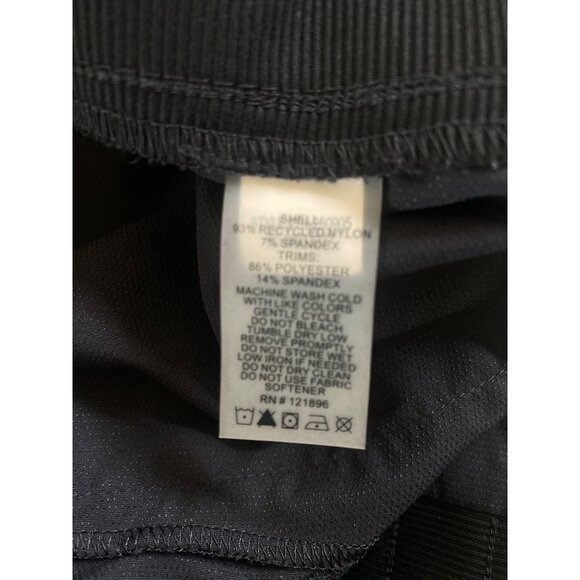 SHELL:
93% RECYCLED NYLON
7% SPANDEX
TRIMS:
86% POLYESTER
14% SPANDEX
MACHINE WASH COLD
WITH LIKE COLORS
GENTLE CYCLE
DO NOT BLEACH
TUMBLE DRY LOW
REMOVE PROMPTLY
DO NOT STORE WET
LOW IRON IF NEEDED
DO NOT DRY CLEAN
DO NOT USE FABRIC
SOFTENER
RN # 121896